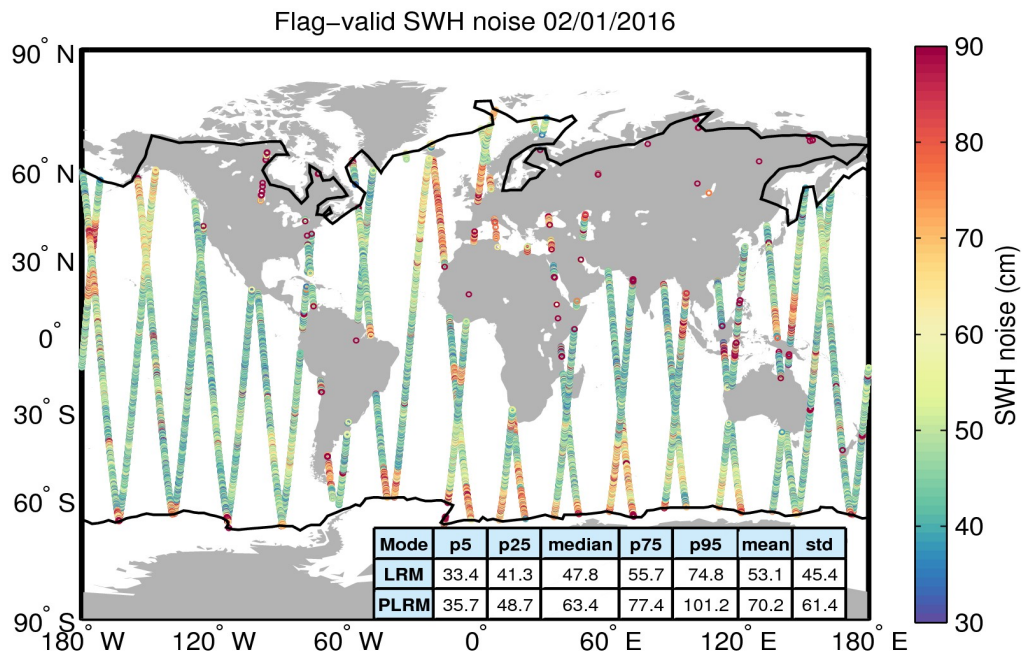 Flag−valid SWH noise 02/01/2016
90° N
60° N
30° N
0°
30° S
60° S
90° S
180° W
120° W
60° W
0°
60° E
120° E
180° E
Mode p5 p25 median p75 p95 mean std
LRM 33.4 41.3 47.8 55.7 74.8 53.1 45.4
PLRM 35.7 48.7 63.4 77.4 101.2 70.2 61.4
90
80
70
60
50
40
30
SWH noise (cm)